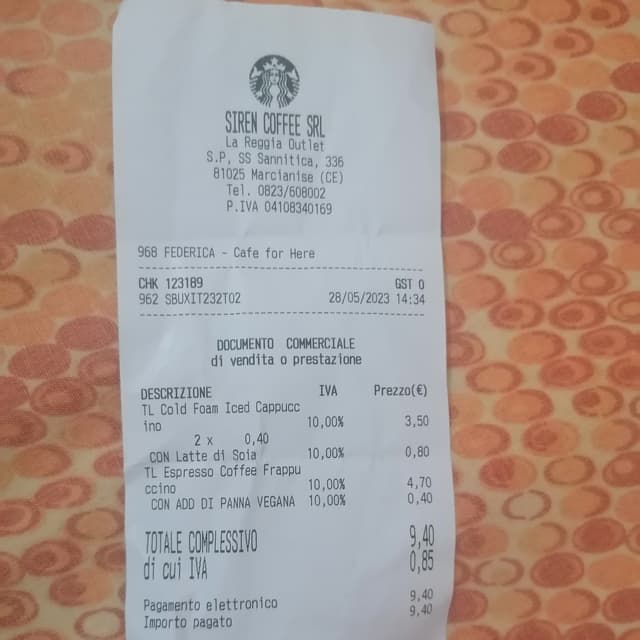 SIREN COFFEE SRL
La Reggia Outlet
S.P, SS Sannitica, 336
81025 Marcianise (CE)
Tel. 0823/608002
P.IVA 04108340169
968 FEDERICA - Cafe for Here
CHK 123189 GST 0
962 SBUXIT232T02 28/05/2023 14:34
DOCUMENTO COMMERCIALE
di vendita o prestazione
DESCRIZIONE IVA Prezzo(€)
TL Cold Foam Iced Cappucc
ino 10,00% 3,50
2 x 0,40
CON Latte di Soia 10,00% 0,80
TL Espresso Coffee Frappu
ccino 10,00% 4,70
CON ADD DI PANNA VEGANA 10,00% 0,40
TOTALE COMPLESSIVO 9,40
di cui IVA 0,85
Pagamento elettronico 9,40
Importo pagato 9,40